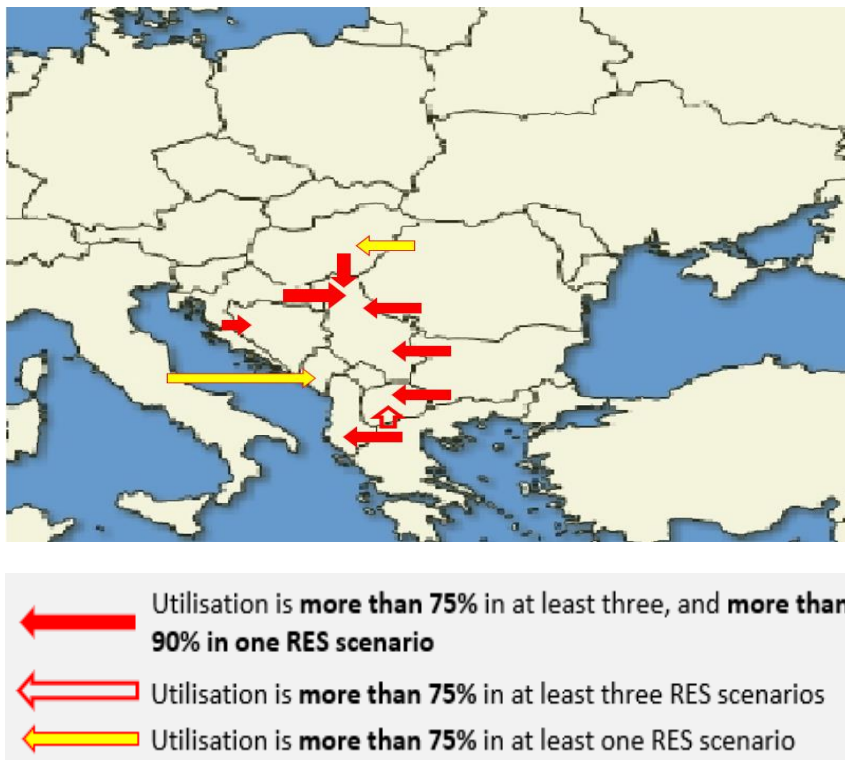 Utilisation is more than 75% in at least three, and more than
90% in one RES scenario
Utilisation is more than 75% in at least three RES scenarios
Utilisation is more than 75% in at least one RES scenario